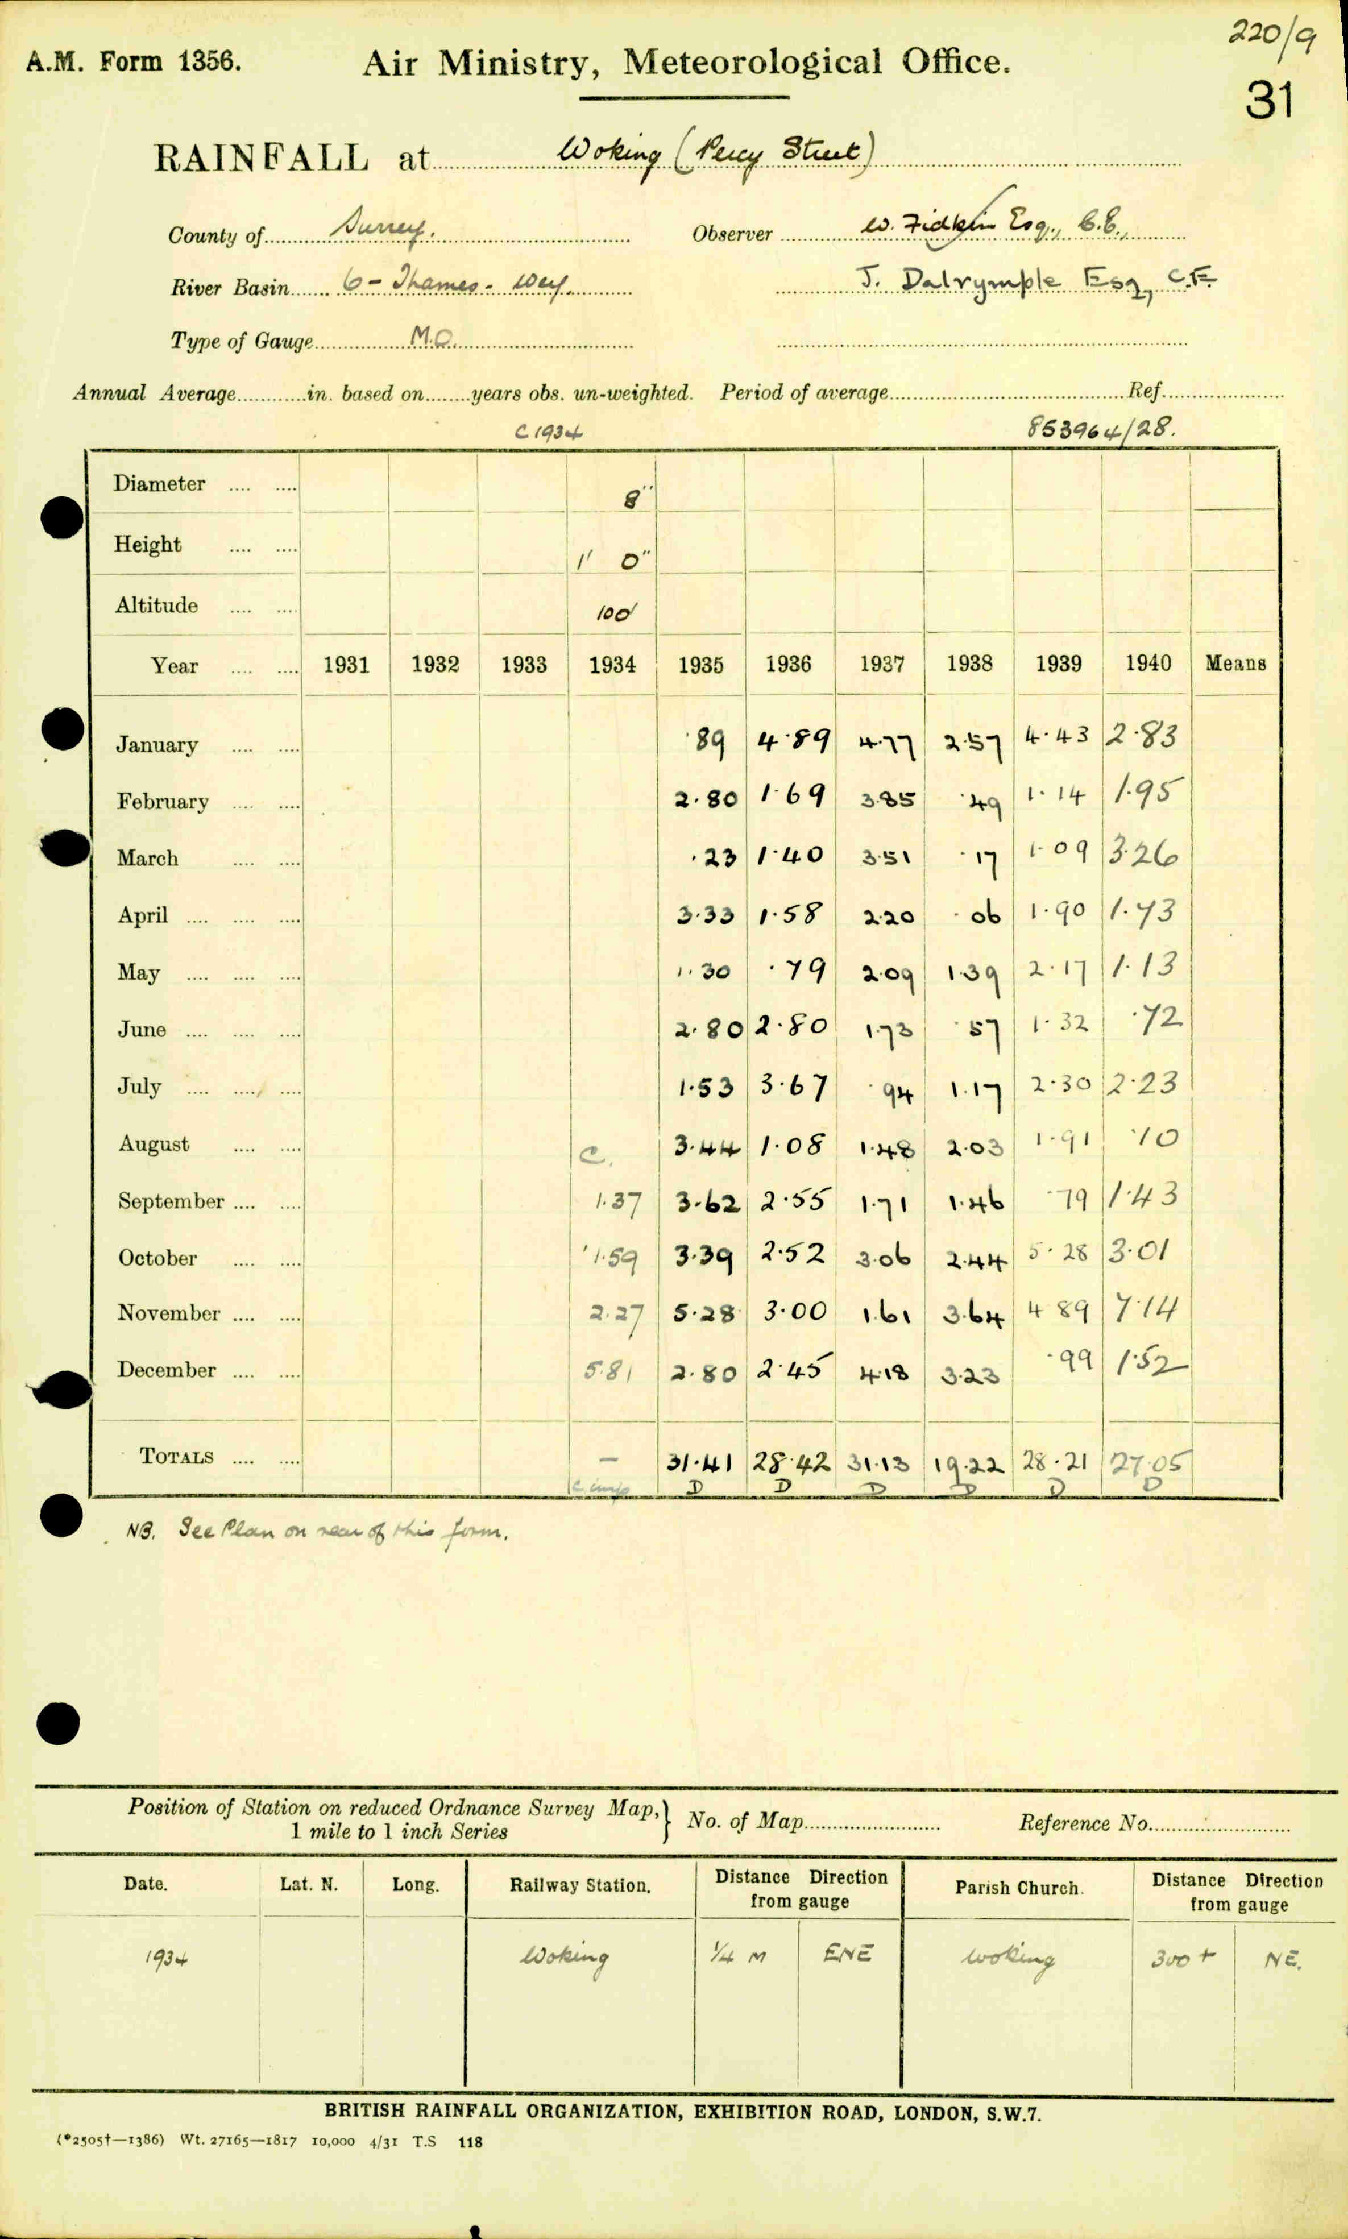 220/9
A.M. Form 1356. Air Ministry, Meteorological Office.
31
RAINFALL at Woking (Percy Street)
County of Surrey. Observer W. Fidkin Esq., C.E.,
River Basin 6 - Thames - Wey. J. Dalrymple Esq, C.E.
Type of Gauge M.O.
Annual Average in. based on years obs. un-weighted. Period of average Ref.
C 1934 853964/28.
Diameter 8"
Height 1' 0"
Altitude 100'
Year 1931 1932 1933 1934 1935 1936 1937 1938 1939 1940 Means
January ·89 4·89 4·77 2·57 4·43 2·83
February 2·80 1·69 3·85 ·49 1·14 1·95
March ·23 1·40 3·51 ·17 1·09 3·26
April 3·33 1·58 2·20 ·06 1·90 1·73
May 1·30 ·79 2·09 1·39 2·17 1·13
June 2·80 2·80 1·73 ·57 1·32 ·72
July 1·53 3·67 ·94 1·17 2·30 2·23
August C. 3·44 1·08 1·48 2·03 1·91 ·10
September 1·37 3·62 2·55 1·71 1·46 ·79 1·43
October 1·59 3·39 2·52 3·06 2·44 5·28 3·01
November 2·27 5·28 3·00 1·61 3·64 4·89 7·14
December 5·81 2·80 2·45 4·18 3·23 ·99 1·52
TOTALS — 31·41 28·42 31·13 19·22 28·21 27·05
D D D D D D
NB. See Plan on rear of this form.
Position of Station on reduced Ordnance Survey Map, } No. of Map Reference No.
1 mile to 1 inch Series
Date. Lat. N. Long. Railway Station. Distance Direction from gauge Parish Church. Distance Direction from gauge
1934 Woking 1/4 M ENE Woking 300 + NE.
BRITISH RAINFALL ORGANIZATION, EXHIBITION ROAD, LONDON, S.W.7.
(*2505†—1386) Wt. 27165—1817 10,000 4/31 T.S 118